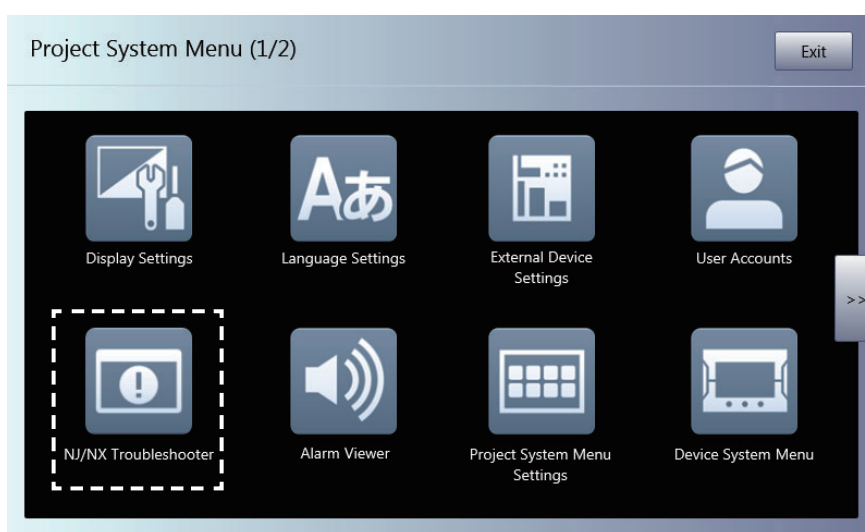 Project System Menu (1/2)
Exit
Aあ
Display Settings
Language Settings
External Device
Settings
User Accounts
>>
NJ/NX Troubleshooter
Alarm Viewer
Project System Menu
Settings
Device System Menu